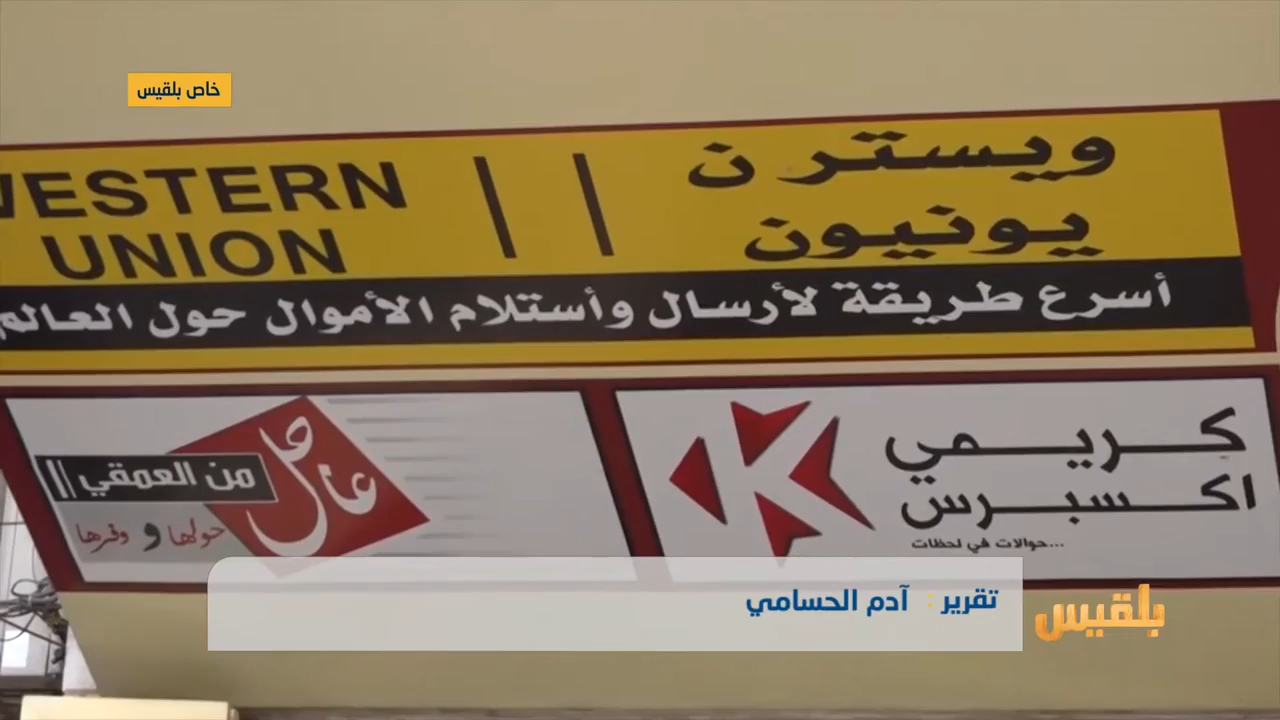 خاص بلقيس
ويسترن
يونيون
WESTERN
UNION
أسرع طريقة لأرسال وأستلام الأموال حول العالم
كريمي
اكسبرس
حوالات في لحظات...
K
عاجل
من العمقي
حولها و وفرها
تقرير : آدم الحسامي
بلقيس